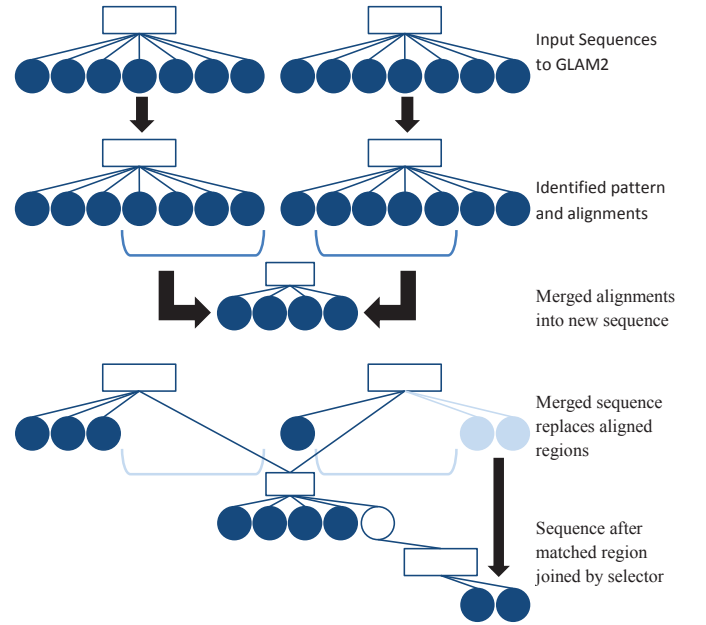 Input Sequences
to GLAM2
Identified pattern
and alignments
Merged alignments
into new sequence
Merged sequence
replaces aligned
regions
Sequence after
matched region
joined by selector